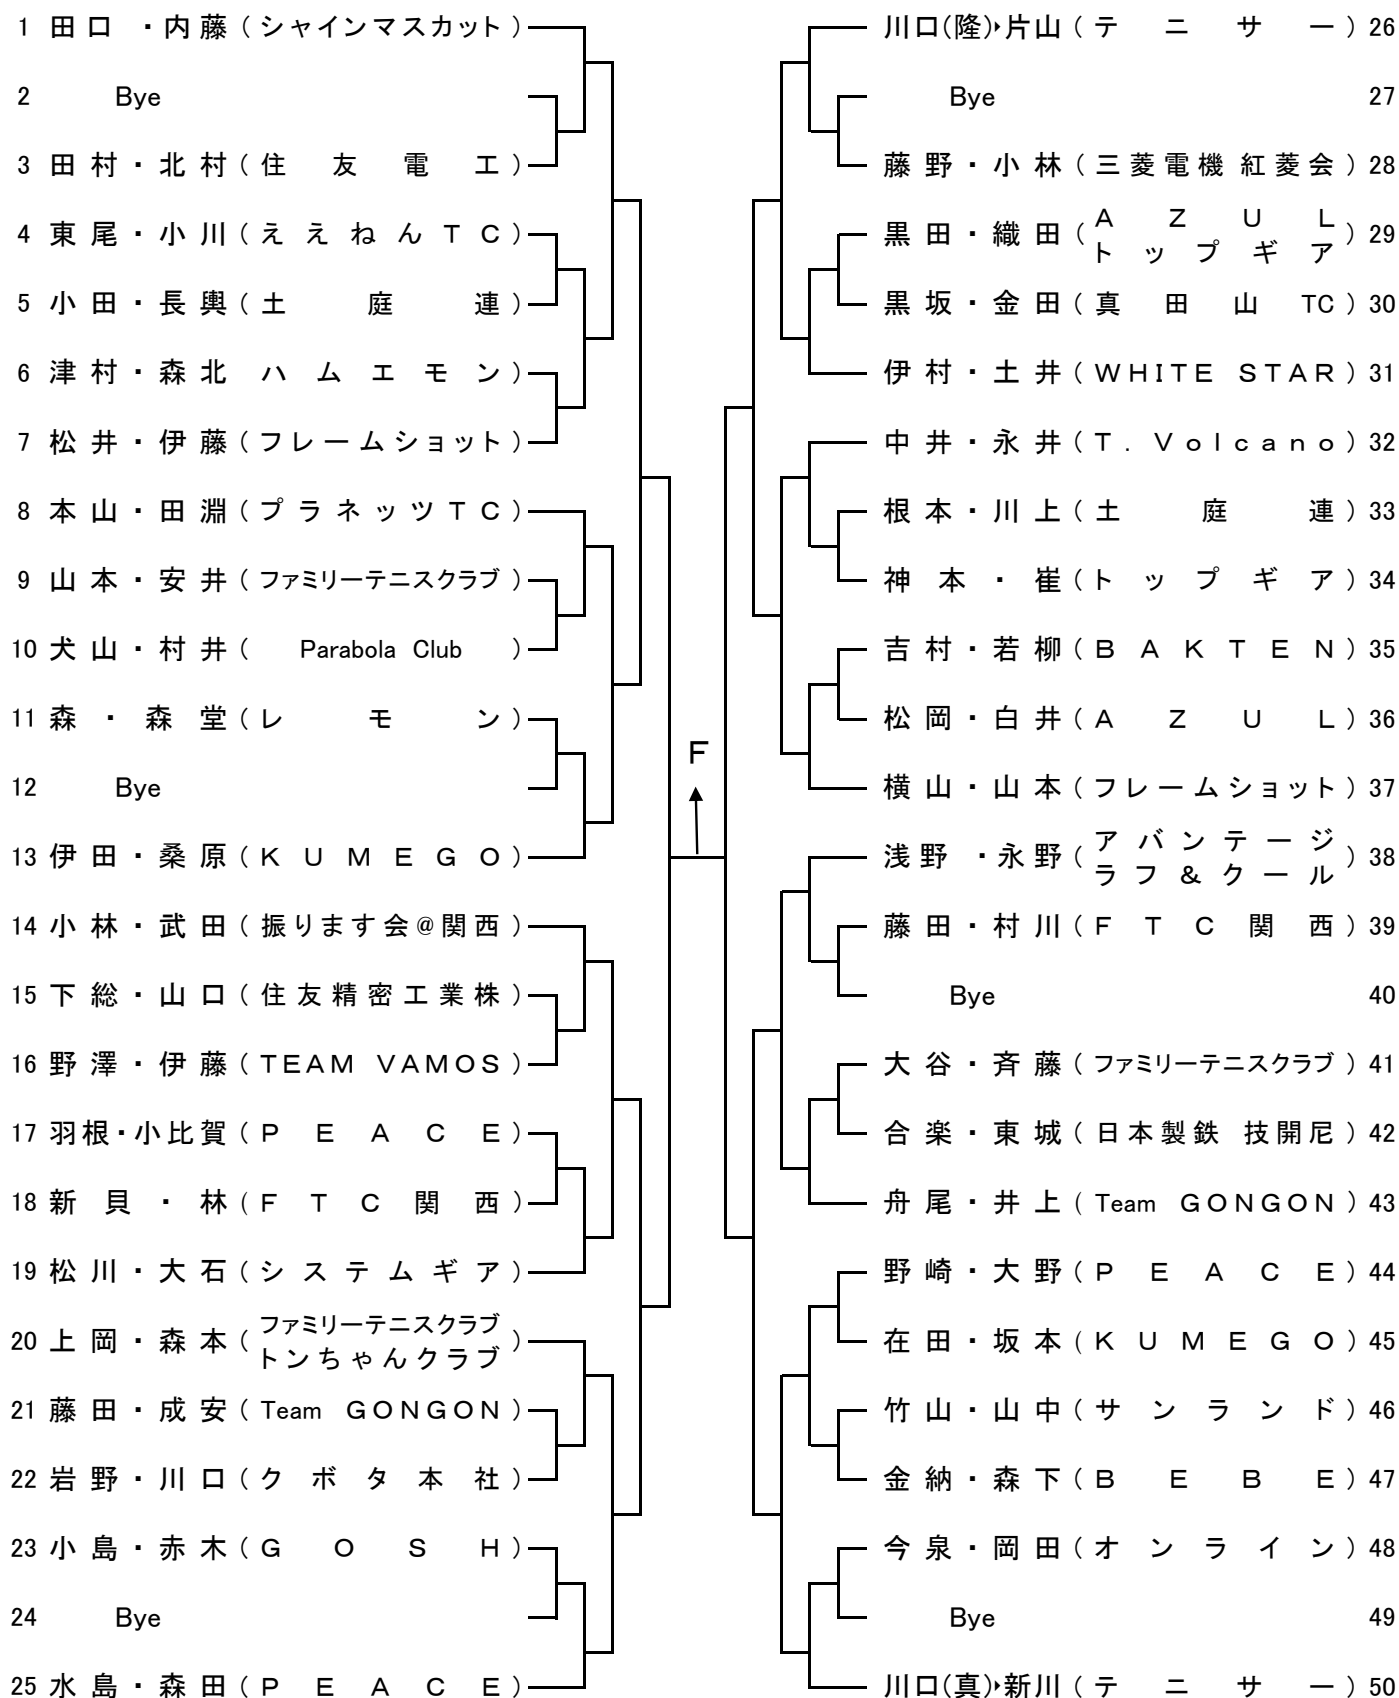 1 田口・内藤(シャインマスカット)
2 Bye
3 田村・北村(住友電工)
4 東尾・小川(ええねんTC)
5 小田・長輿(土庭連)
6 津村・森北 ハムエモン)
7 松井・伊藤(フレームショット)
8 本山・田淵(プラネッツTC)
9 山本・安井(ファミリーテニスクラブ)
10 犬山・村井(Parabola Club)
11 森・森堂(レモン)
12 Bye
13 伊田・桑原(KUMEGO)
14 小林・武田(振ります会@関西)
15 下総・山口(住友精密工業株)
16 野澤・伊藤(TEAM VAMOS)
17 羽根・小比賀(PEACE)
18 新貝・林(FTC関西)
19 松川・大石(システムギア)
20 上岡・森本(ファミリーテニスクラブ
トンちゃんクラブ)
21 藤田・成安(Team GONGON)
22 岩野・川口(クボタ本社)
23 小島・赤木(GOSH)
24 Bye
25 水島・森田(PEACE)
F
川口(隆)・片山(テニサー)26
Bye 27
藤野・小林(三菱電機紅菱会)28
黒田・織田(AZUL
トップギア)29
黒坂・金田(真田山TC)30
伊村・土井(WHITE STAR)31
中井・永井(T. Volcano)32
根本・川上(土庭連)33
神本・崔(トップギア)34
吉村・若柳(BAKTEN)35
松岡・白井(AZUL)36
横山・山本(フレームショット)37
浅野・永野(アバンテージ
ラフ&クール)38
藤田・村川(FTC関西)39
Bye 40
大谷・斉藤(ファミリーテニスクラブ)41
合楽・東城(日本製鉄 技開尼)42
舟尾・井上(Team GONGON)43
野崎・大野(PEACE)44
在田・坂本(KUMEGO)45
竹山・山中(サンランド)46
金納・森下(BEBE)47
今泉・岡田(オンライン)48
Bye 49
川口(真)・新川(テニサー)50